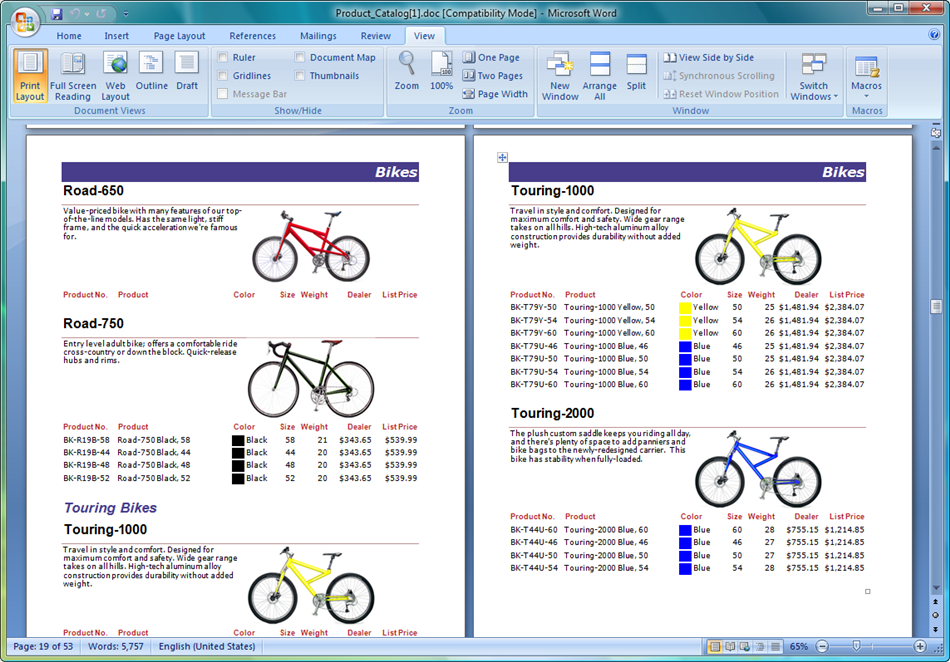 Product_Catalog[1].doc [Compatibility Mode] - Microsoft Word
Home Insert Page Layout References Mailings Review View
Print Layout
Full Screen Reading
Web Layout
Outline
Draft
Document Views
Ruler
Gridlines
Message Bar
Document Map
Thumbnails
Show/Hide
Zoom
100%
One Page
Two Pages
Page Width
Zoom
New Window
Arrange All
Split
View Side by Side
Synchronous Scrolling
Reset Window Position
Switch Windows
Window
Macros
Macros
Bikes
Road-650
Value-priced bike with many features of our top-
of-the-line models. Has the same light, stiff
frame, and the quick acceleration we're famous
for.
Product No. Product Color Size Weight Dealer List Price
Road-750
Entry level adult bike; offers a comfortable ride
cross-country or down the block. Quick-release
hubs and rims.
Product No. Product Color Size Weight Dealer List Price
BK-R19B-58 Road-750 Black, 58 Black 58 21 $343.65 $539.99
BK-R19B-44 Road-750 Black, 44 Black 44 20 $343.65 $539.99
BK-R19B-48 Road-750 Black, 48 Black 48 20 $343.65 $539.99
BK-R19B-52 Road-750 Black, 52 Black 52 20 $343.65 $539.99
Touring Bikes
Touring-1000
Travel in style and comfort. Designed for
maximum comfort and safety. Wide gear range
takes on all hills. High-tech aluminum alloy
construction provides durability without added
weight.
Product No. Product Color Size Weight Dealer List Price
Bikes
Touring-1000
Travel in style and comfort. Designed for
maximum comfort and safety. Wide gear range
takes on all hills. High-tech aluminum alloy
construction provides durability without added
weight.
Product No. Product Color Size Weight Dealer List Price
BK-T79Y-50 Touring-1000 Yellow, 50 Yellow 50 25 $1,481.94 $2,384.07
BK-T79Y-54 Touring-1000 Yellow, 54 Yellow 54 26 $1,481.94 $2,384.07
BK-T79Y-60 Touring-1000 Yellow, 60 Yellow 60 26 $1,481.94 $2,384.07
BK-T79U-46 Touring-1000 Blue, 46 Blue 46 25 $1,481.94 $2,384.07
BK-T79U-50 Touring-1000 Blue, 50 Blue 50 25 $1,481.94 $2,384.07
BK-T79U-54 Touring-1000 Blue, 54 Blue 54 26 $1,481.94 $2,384.07
BK-T79U-60 Touring-1000 Blue, 60 Blue 60 26 $1,481.94 $2,384.07
Touring-2000
The plush custom saddle keeps you riding all day,
and there's plenty of space to add panniers and
bike bags to the newly-redesigned carrier. This
bike has stability when fully-loaded.
Product No. Product Color Size Weight Dealer List Price
BK-T44U-60 Touring-2000 Blue, 60 Blue 60 28 $755.15 $1,214.85
BK-T44U-46 Touring-2000 Blue, 46 Blue 46 27 $755.15 $1,214.85
BK-T44U-50 Touring-2000 Blue, 50 Blue 50 27 $755.15 $1,214.85
BK-T44U-54 Touring-2000 Blue, 54 Blue 54 28 $755.15 $1,214.85
Page: 19 of 53 Words: 5,757 English (United States) 65%